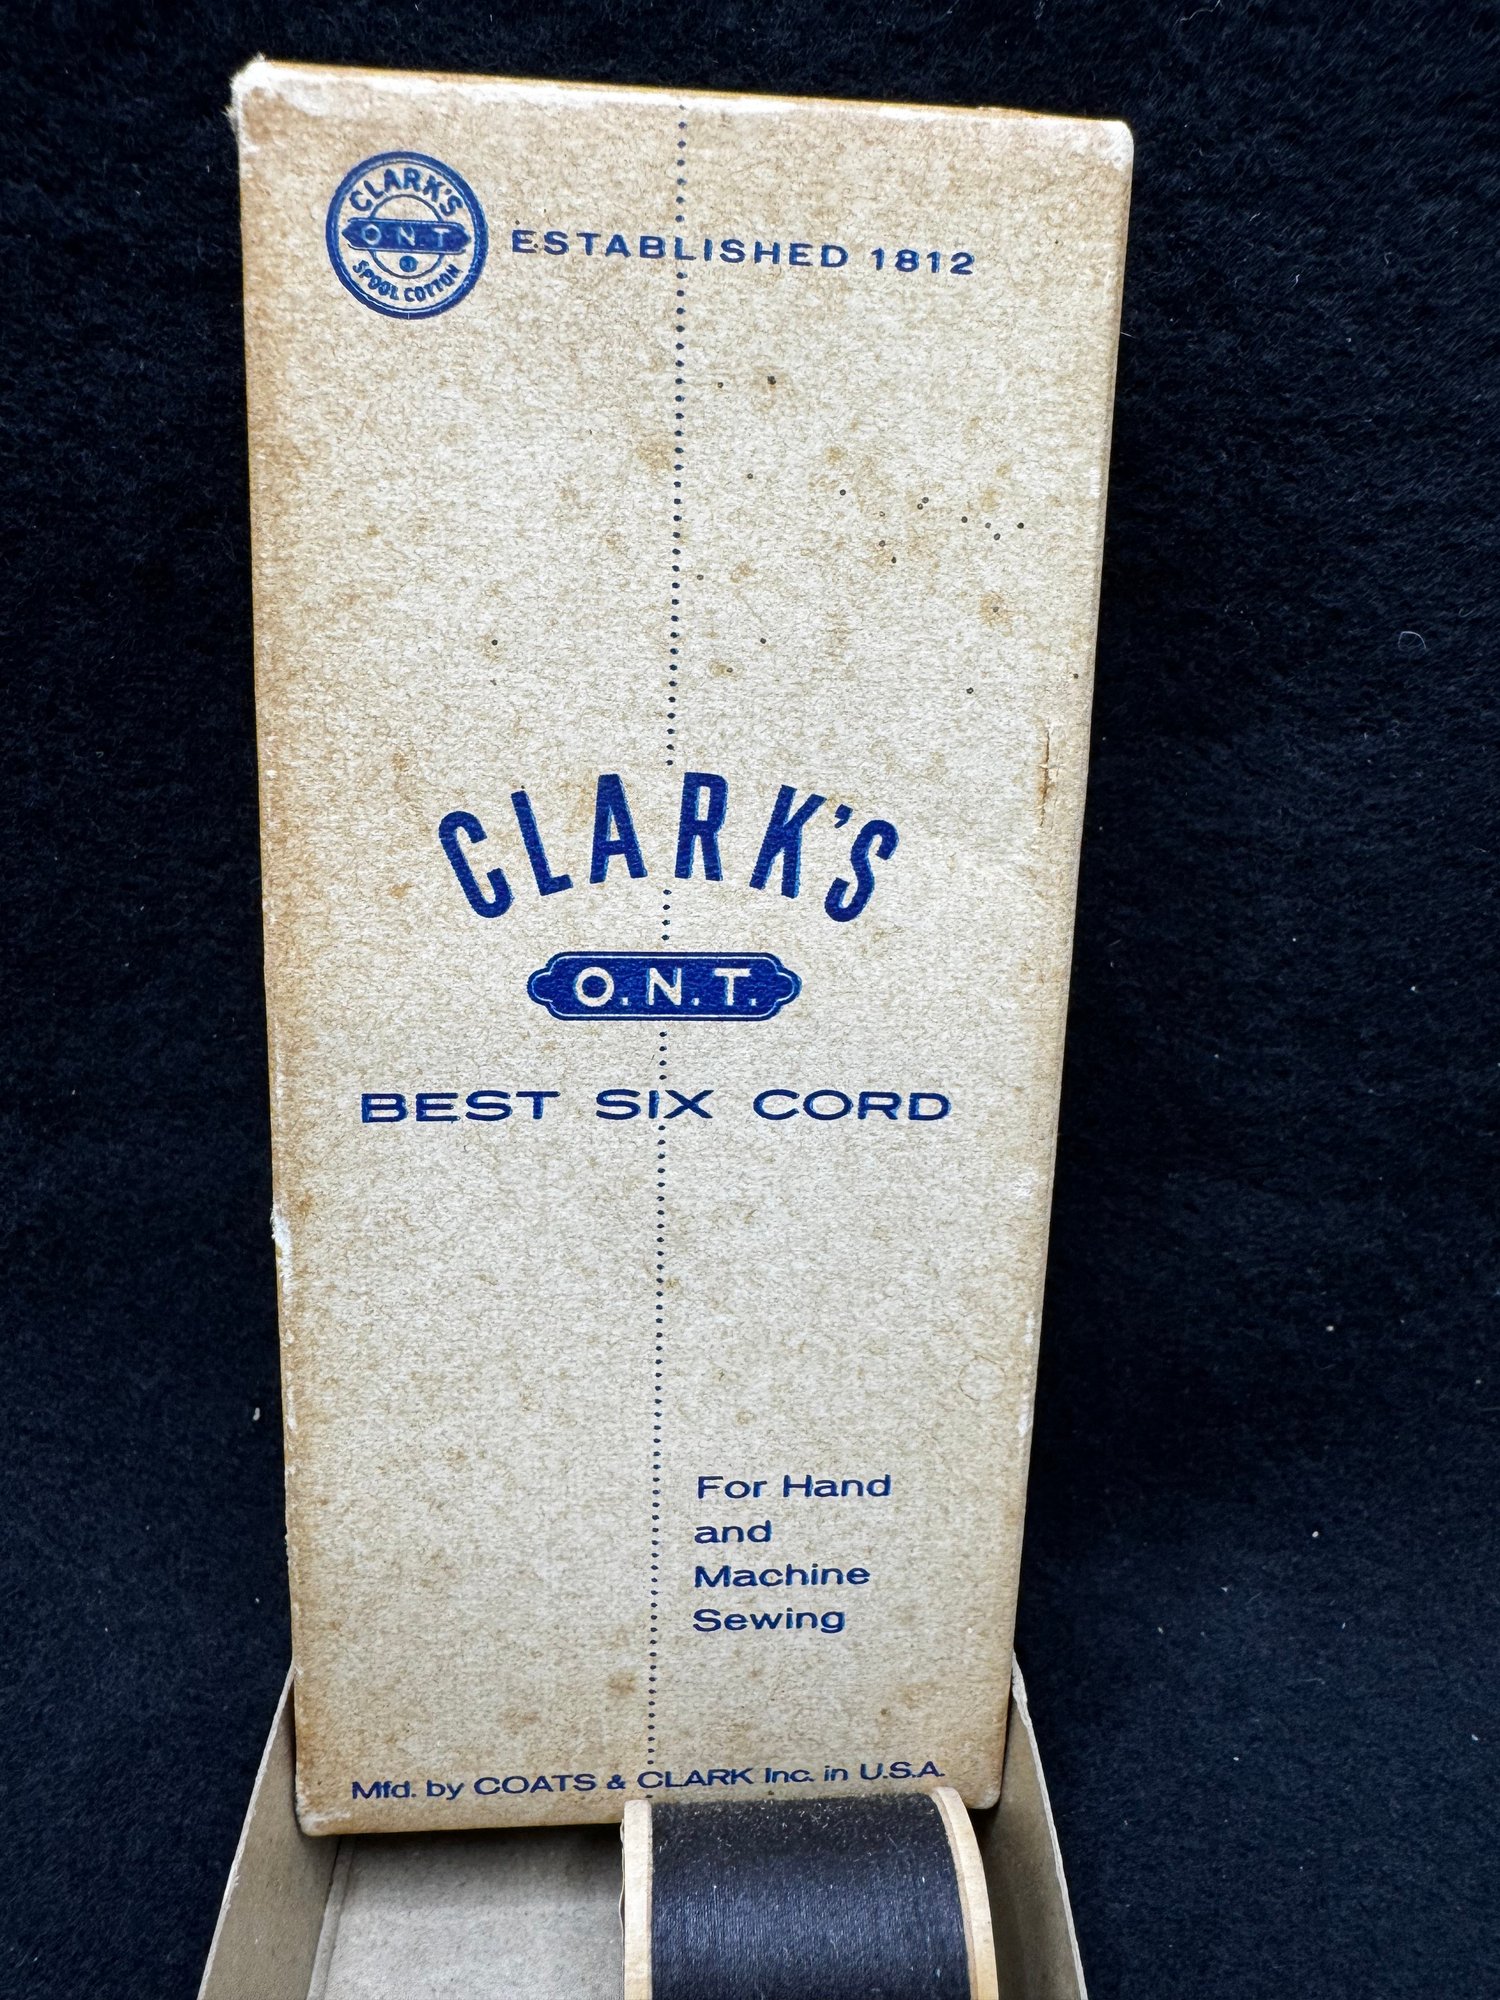 CLARK'S
O.N.T.
SPOOL COTTON
ESTABLISHED 1812
CLARK'S
O.N.T.
BEST SIX CORD
For Hand
and
Machine
Sewing
Mfd. by COATS & CLARK Inc. in U.S.A.